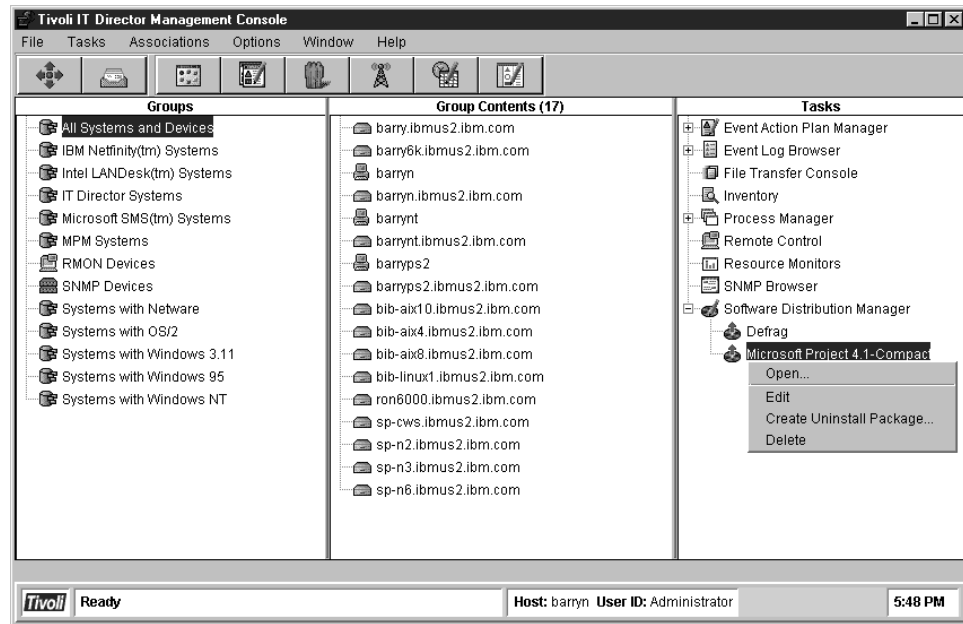 Tivoli IT Director Management Console
File Tasks Associations Options Window Help
Groups
All Systems and Devices
IBM Netfinity(tm) Systems
Intel LANDesk(tm) Systems
IT Director Systems
Microsoft SMS(tm) Systems
MPM Systems
RMON Devices
SNMP Devices
Systems with Netware
Systems with OS/2
Systems with Windows 3.11
Systems with Windows 95
Systems with Windows NT
Group Contents (17)
barry.ibmus2.ibm.com
barry6k.ibmus2.ibm.com
barryn
barryn.ibmus2.ibm.com
barrynt
barrynt.ibmus2.ibm.com
barryps2
barryps2.ibmus2.ibm.com
bib-aix10.ibmus2.ibm.com
bib-aix4.ibmus2.ibm.com
bib-aix8.ibmus2.ibm.com
bib-linux1.ibmus2.ibm.com
ron6000.ibmus2.ibm.com
sp-cws.ibmus2.ibm.com
sp-n2.ibmus2.ibm.com
sp-n3.ibmus2.ibm.com
sp-n6.ibmus2.ibm.com
Tasks
Event Action Plan Manager
Event Log Browser
File Transfer Console
Inventory
Process Manager
Remote Control
Resource Monitors
SNMP Browser
Software Distribution Manager
Defrag
Microsoft Project 4.1-Compact
Open...
Edit
Create Uninstall Package...
Delete
Tivoli Ready Host: barryn User ID: Administrator 5:48 PM